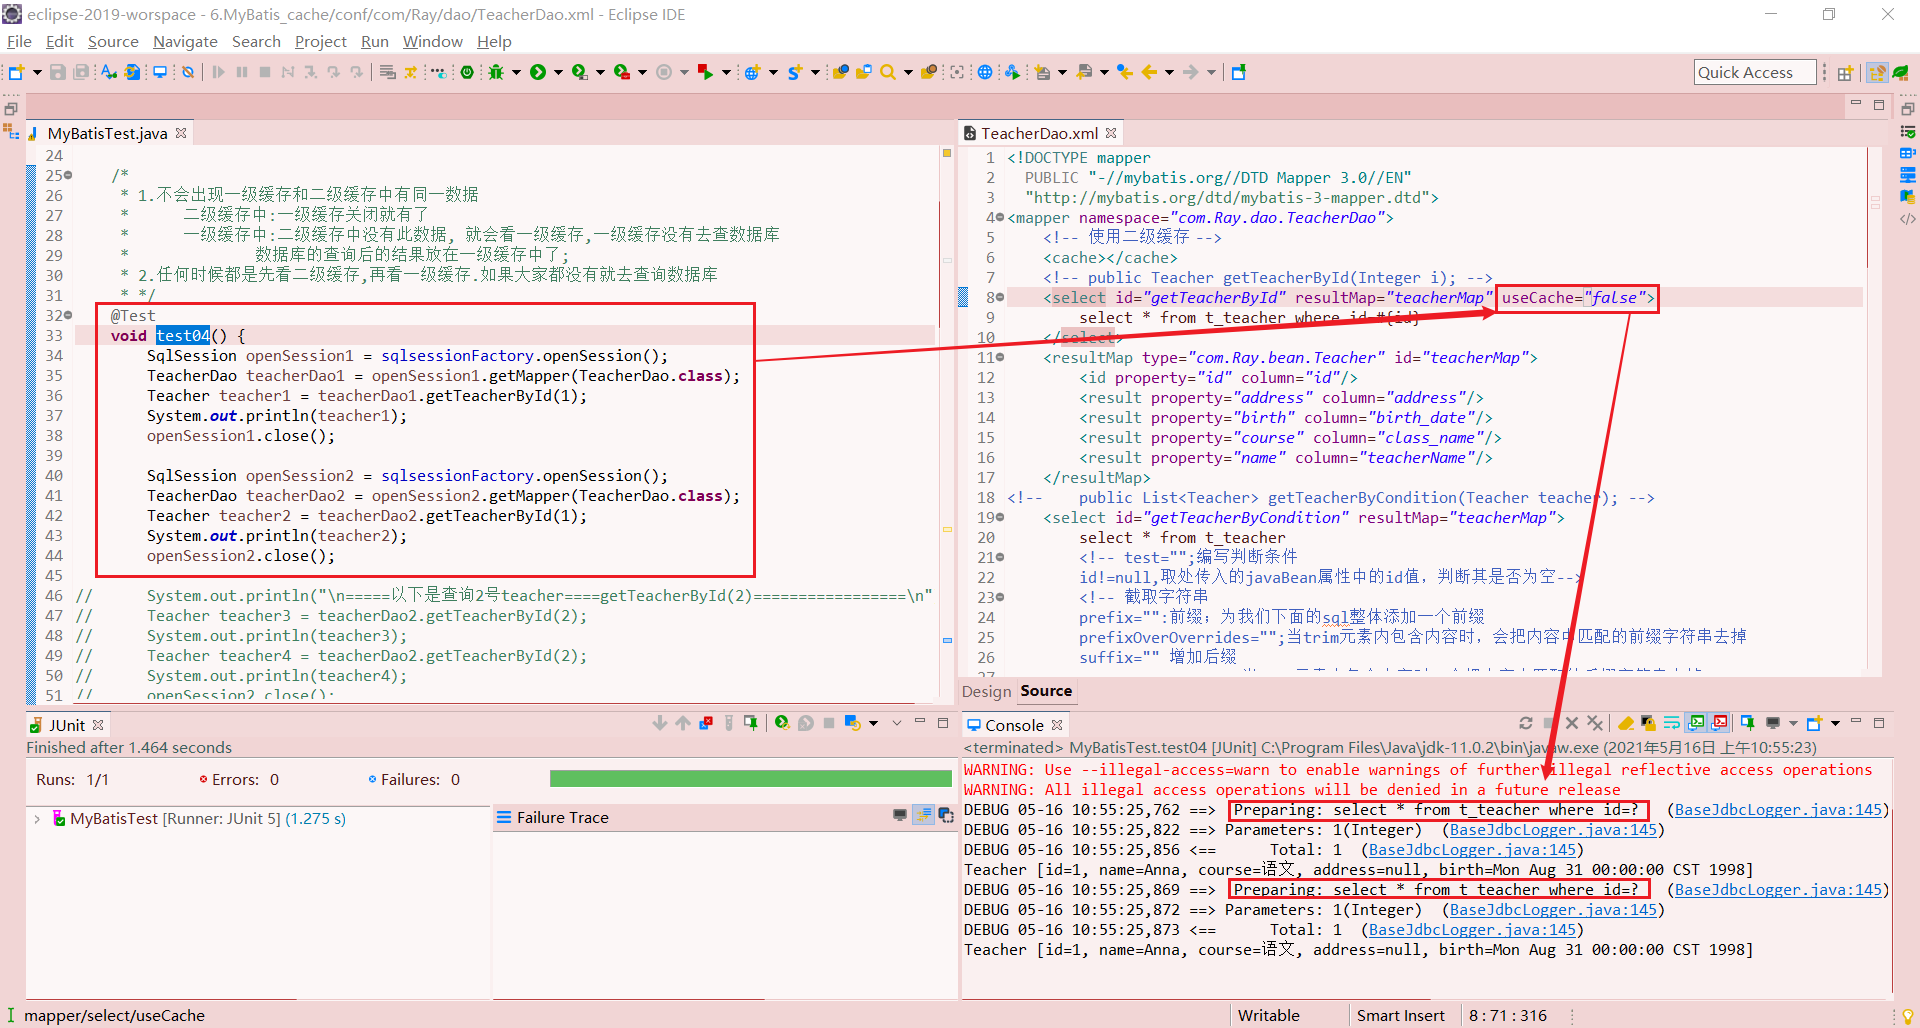 eclipse-2019-worspace - 6.MyBatis_cache/conf/com/Ray/dao/TeacherDao.xml - Eclipse IDE
File Edit Source Navigate Search Project Run Window Help
Quick Access
MyBatisTest.java
24
25 /*
26 * 1.不会出现一级缓存和二级缓存中有同一数据
27 * 二级缓存中:一级缓存关闭就有了
28 * 一级缓存中:二级缓存中没有此数据, 就会看一级缓存,一级缓存没有去查数据库
29 * 数据库的查询后的结果放在一级缓存中了;
30 * 2.任何时候都是先看二级缓存,再看一级缓存.如果大家都没有就去查询数据库
31 * */
32 @Test
33 void test04() {
34 SqlSession openSession1 = sqlsessionFactory.openSession();
35 TeacherDao teacherDao1 = openSession1.getMapper(TeacherDao.class);
36 Teacher teacher1 = teacherDao1.getTeacherById(1);
37 System.out.println(teacher1);
38 openSession1.close();
39
40 SqlSession openSession2 = sqlsessionFactory.openSession();
41 TeacherDao teacherDao2 = openSession2.getMapper(TeacherDao.class);
42 Teacher teacher2 = teacherDao2.getTeacherById(1);
43 System.out.println(teacher2);
44 openSession2.close();
45
46 // System.out.println("\n=====以下是查询2号teacher====getTeacherById(2)=================\n"
47 // Teacher teacher3 = teacherDao2.getTeacherById(2);
48 // System.out.println(teacher3);
49 // Teacher teacher4 = teacherDao2.getTeacherById(2);
50 // System.out.println(teacher4);
51 // openSession2.close();
TeacherDao.xml
1 <!DOCTYPE mapper
2 PUBLIC "-//mybatis.org//DTD Mapper 3.0//EN"
3 "http://mybatis.org/dtd/mybatis-3-mapper.dtd">
4 <mapper namespace="com.Ray.dao.TeacherDao">
5 <!-- 使用二级缓存 -->
6 <cache></cache>
7 <!-- public Teacher getTeacherById(Integer i); -->
8 <select id="getTeacherById" resultMap="teacherMap" useCache="false">
9 select * from t_teacher where id=#{id}
10 </select>
11 <resultMap type="com.Ray.bean.Teacher" id="teacherMap">
12 <id property="id" column="id"/>
13 <result property="address" column="address"/>
14 <result property="birth" column="birth_date"/>
15 <result property="course" column="class_name"/>
16 <result property="name" column="teacherName"/>
17 </resultMap>
18 <!-- public List<Teacher> getTeacherByCondition(Teacher teacher); -->
19 <select id="getTeacherByCondition" resultMap="teacherMap">
20 select * from t_teacher
21 <!-- test="";编写判断条件
22 id!=null,取处传入的javaBean属性中的id值, 判断其是否为空-->
23 <!-- 截取字符串
24 prefix="":前缀; 为我们下面的sql整体添加一个前缀
25 prefixOverOverrides="";当trim元素内包含内容时, 会把内容中匹配的前缀字符串去掉
26 suffix="" 增加后缀
27
Design Source
JUnit
Finished after 1.464 seconds
Runs: 1/1 Errors: 0 Failures: 0
MyBatisTest [Runner: JUnit 5] (1.275 s)
Failure Trace
Console
<terminated> MyBatisTest.test04 [JUnit] C:\Program Files\Java\jdk-11.0.2\bin\javaw.exe (2021年5月16日 上午10:55:23)
WARNING: Use --illegal-access=warn to enable warnings of further illegal reflective access operations
WARNING: All illegal access operations will be denied in a future release
DEBUG 05-16 10:55:25,762 ==> Preparing: select * from t_teacher where id=? (BaseJdbcLogger.java:145)
DEBUG 05-16 10:55:25,822 ==> Parameters: 1(Integer) (BaseJdbcLogger.java:145)
DEBUG 05-16 10:55:25,856 <== Total: 1 (BaseJdbcLogger.java:145)
Teacher [id=1, name=Anna, course=语文, address=null, birth=Mon Aug 31 00:00:00 CST 1998]
DEBUG 05-16 10:55:25,869 ==> Preparing: select * from t_teacher where id=? (BaseJdbcLogger.java:145)
DEBUG 05-16 10:55:25,872 ==> Parameters: 1(Integer) (BaseJdbcLogger.java:145)
DEBUG 05-16 10:55:25,873 <== Total: 1 (BaseJdbcLogger.java:145)
Teacher [id=1, name=Anna, course=语文, address=null, birth=Mon Aug 31 00:00:00 CST 1998]
mapper/select/useCache
Writable
Smart Insert
8 : 71 : 316